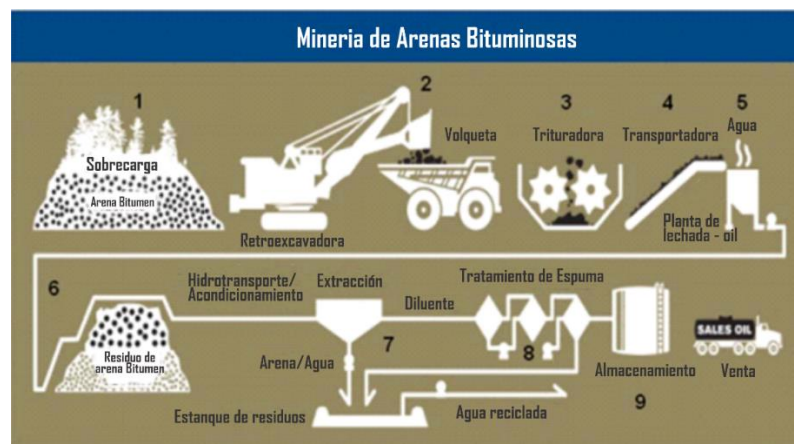 Mineria de Arenas Bituminosas
1
2
3
4
5
Sobrecarga
Arena Bitumen
Retroexcavadora
Volqueta
Trituradora
Transportadora
Agua
Planta de
lechada - oil
6
Residuo de
arena Bitumen
Hidrotransporte/
Acondicionamiento
Extracción
7
Arena/Agua
Diluente
Tratamiento de Espuma
8
Almacenamiento
SALES OIL
Venta
9
Estanque de residuos
Agua reciclada